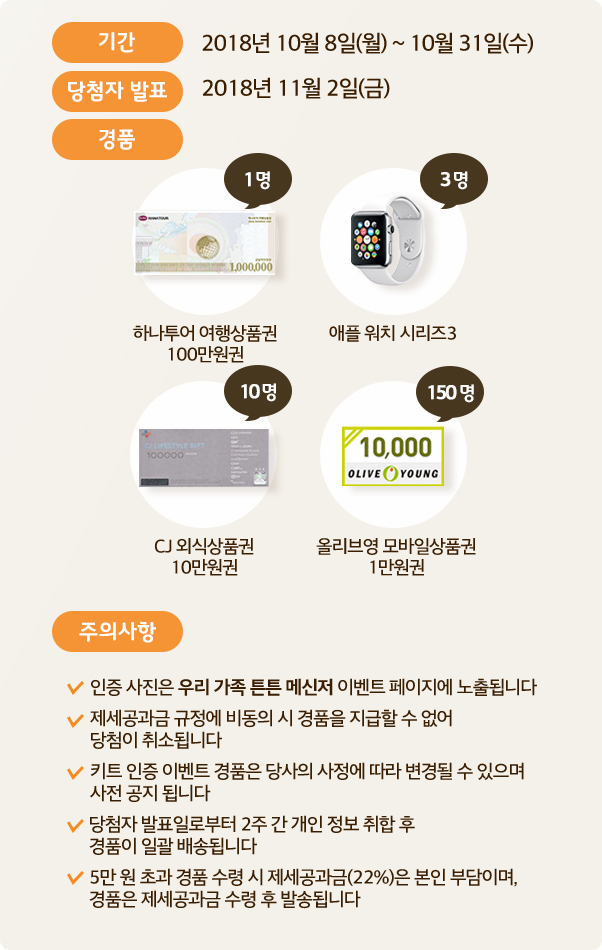 기간
2018년 10월 8일(월) ~ 10월 31일(수)
당첨자 발표
2018년 11월 2일(금)
경품
1명
3명
HANATOUR
1,000,000
하나투어 여행상품권
100만원권
애플 워치 시리즈3
10명
150명
CJ LIFESTYLE GIFT
100000
10,000
OLIVE YOUNG
CJ 외식상품권
10만원권
올리브영 모바일상품권
1만원권
주의사항
인증 사진은 우리 가족 튼튼 메신저 이벤트 페이지에 노출됩니다
제세공과금 규정에 비동의 시 경품을 지급할 수 없어
당첨이 취소됩니다
키트 인증 이벤트 경품은 당사의 사정에 따라 변경될 수 있으며
사전 공지 됩니다
당첨자 발표일로부터 2주 간 개인 정보 취합 후
경품이 일괄 배송됩니다
5만 원 초과 경품 수령 시 제세공과금(22%)은 본인 부담이며,
경품은 제세공과금 수령 후 발송됩니다